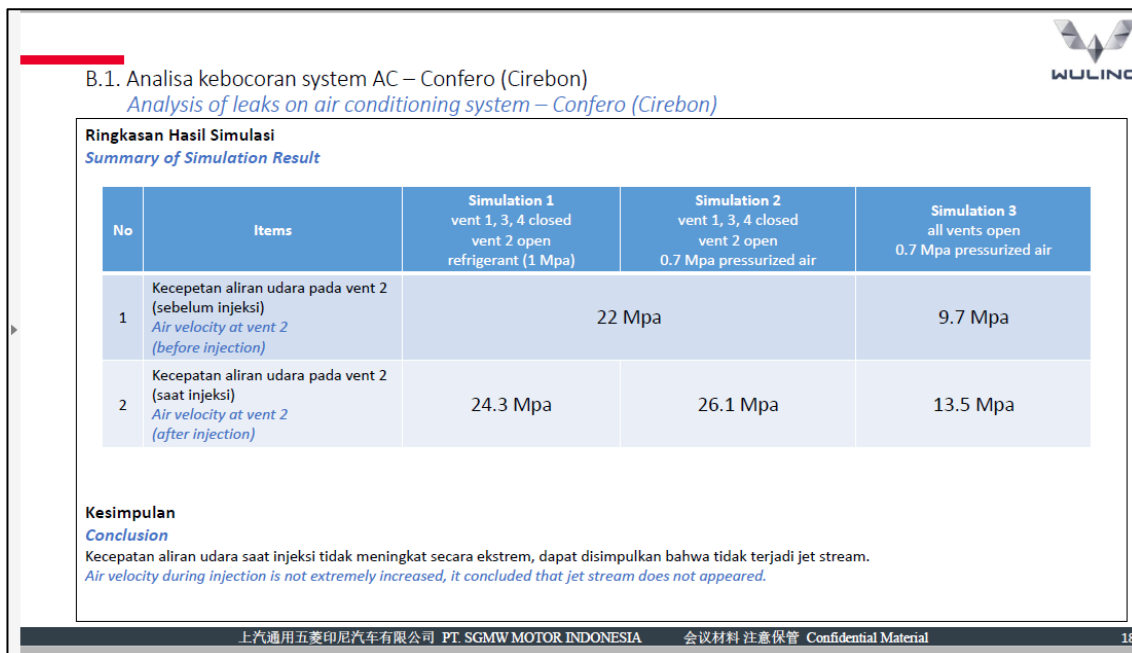 WULING
B.1. Analisa kebocoran system AC – Confero (Cirebon)
Analysis of leaks on air conditioning system – Confero (Cirebon)
Ringkasan Hasil Simulasi
Summary of Simulation Result
No
Items
Simulation 1
vent 1, 3, 4 closed
vent 2 open
refrigerant (1 Mpa)
Simulation 2
vent 1, 3, 4 closed
vent 2 open
0.7 Mpa pressurized air
Simulation 3
all vents open
0.7 Mpa pressurized air
1
Kecepetan aliran udara pada vent 2
(sebelum injeksi)
Air velocity at vent 2
(before injection)
22 Mpa
9.7 Mpa
2
Kecepatan aliran udara pada vent 2
(saat injeksi)
Air velocity at vent 2
(after injection)
24.3 Mpa
26.1 Mpa
13.5 Mpa
Kesimpulan
Conclusion
Kecepatan aliran udara saat injeksi tidak meningkat secara ekstrem, dapat disimpulkan bahwa tidak terjadi jet stream.
Air velocity during injection is not extremely increased, it concluded that jet stream does not appeared.
上汽通用五菱印尼汽车有限公司 PT. SGMW MOTOR INDONESIA 会议材料 注意保管 Confidential Material 18